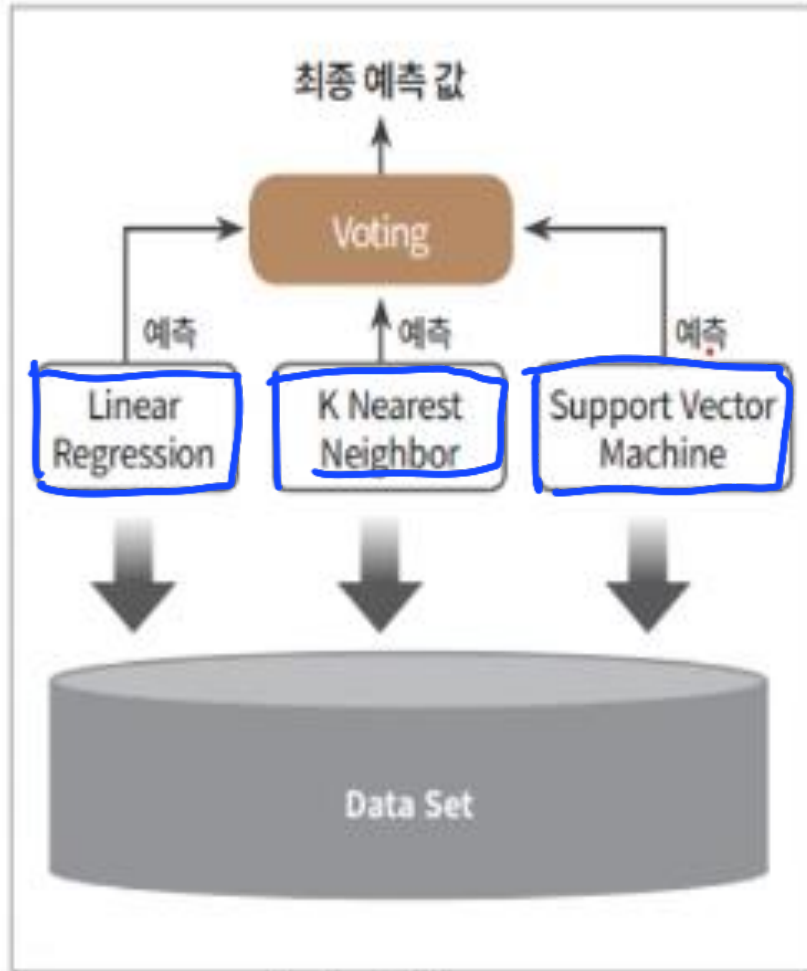 최종 예측 값
Voting
예측 예측 예측
Linear
Regression
K Nearest
Neighbor
Support Vector
Machine
Data Set